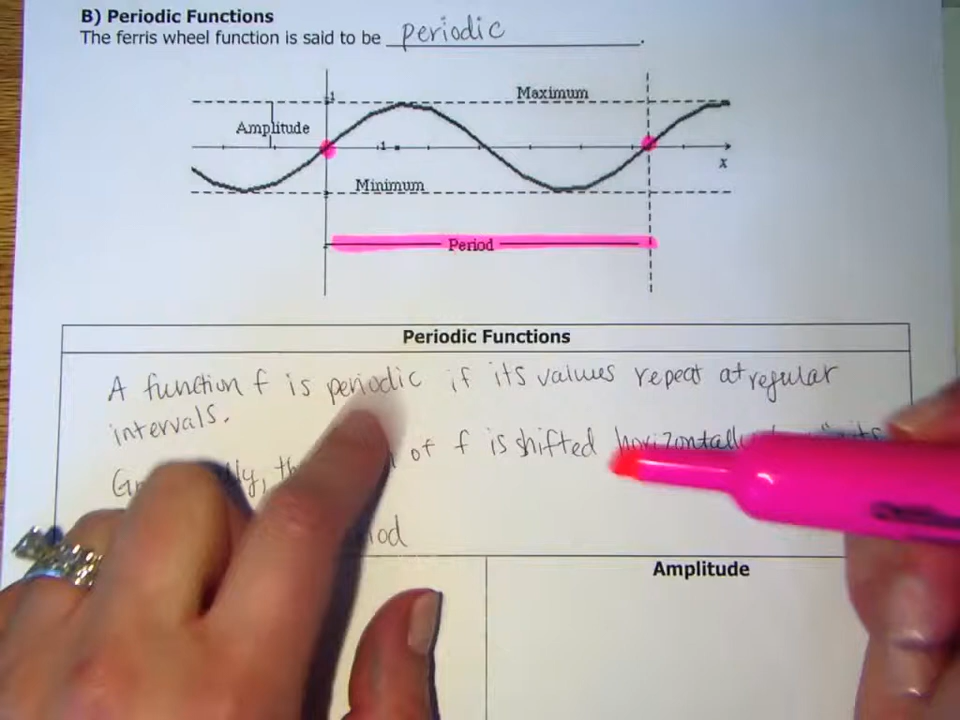 B) Periodic Functions
The ferris wheel function is said to be periodic.
1
Maximum
Amplitude
1
x
Minimum
Period
Periodic Functions
A function f is periodic if its values repeat at regular
intervals.
of f is shifted horizontally
Amplitude